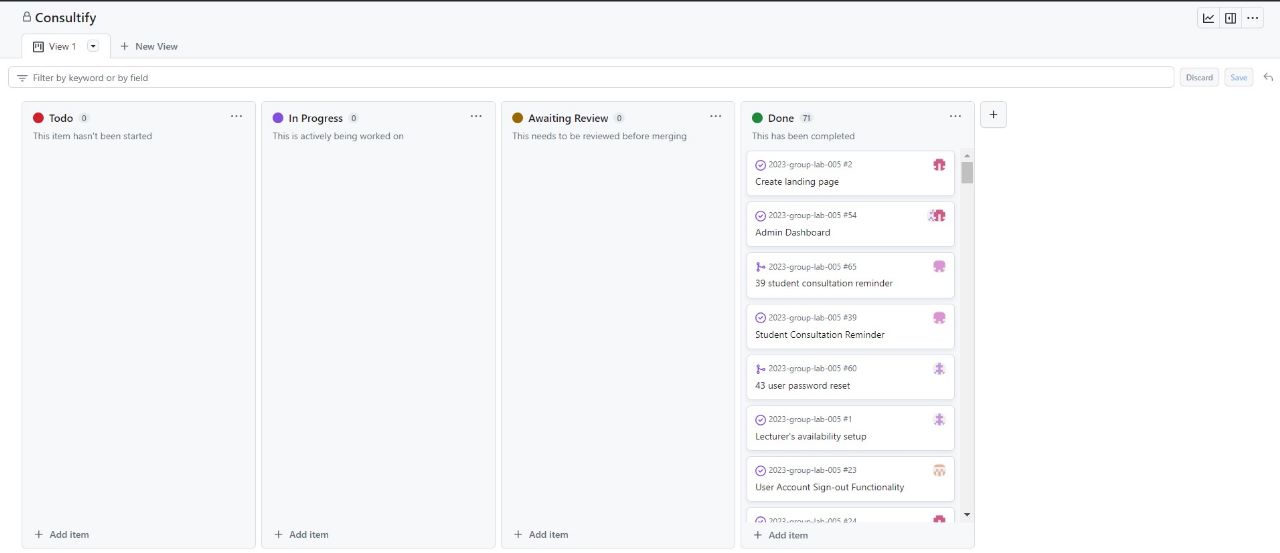 Consultify
View 1
New View
Filter by keyword or by field
Discard
Save
Todo 0
This item hasn't been started
Add item
In Progress 0
This is actively being worked on
Add item
Awaiting Review 0
This needs to be reviewed before merging
Add item
Done 71
This has been completed
2023-group-lab-005 #2
Create landing page
2023-group-lab-005 #54
Admin Dashboard
2023-group-lab-005 #65
39 student consultation reminder
2023-group-lab-005 #39
Student Consultation Reminder
2023-group-lab-005 #60
43 user password reset
2023-group-lab-005 #1
Lecturer's availability setup
2023-group-lab-005 #23
User Account Sign-out Functionality
2023-group-lab-005 #24
Add item